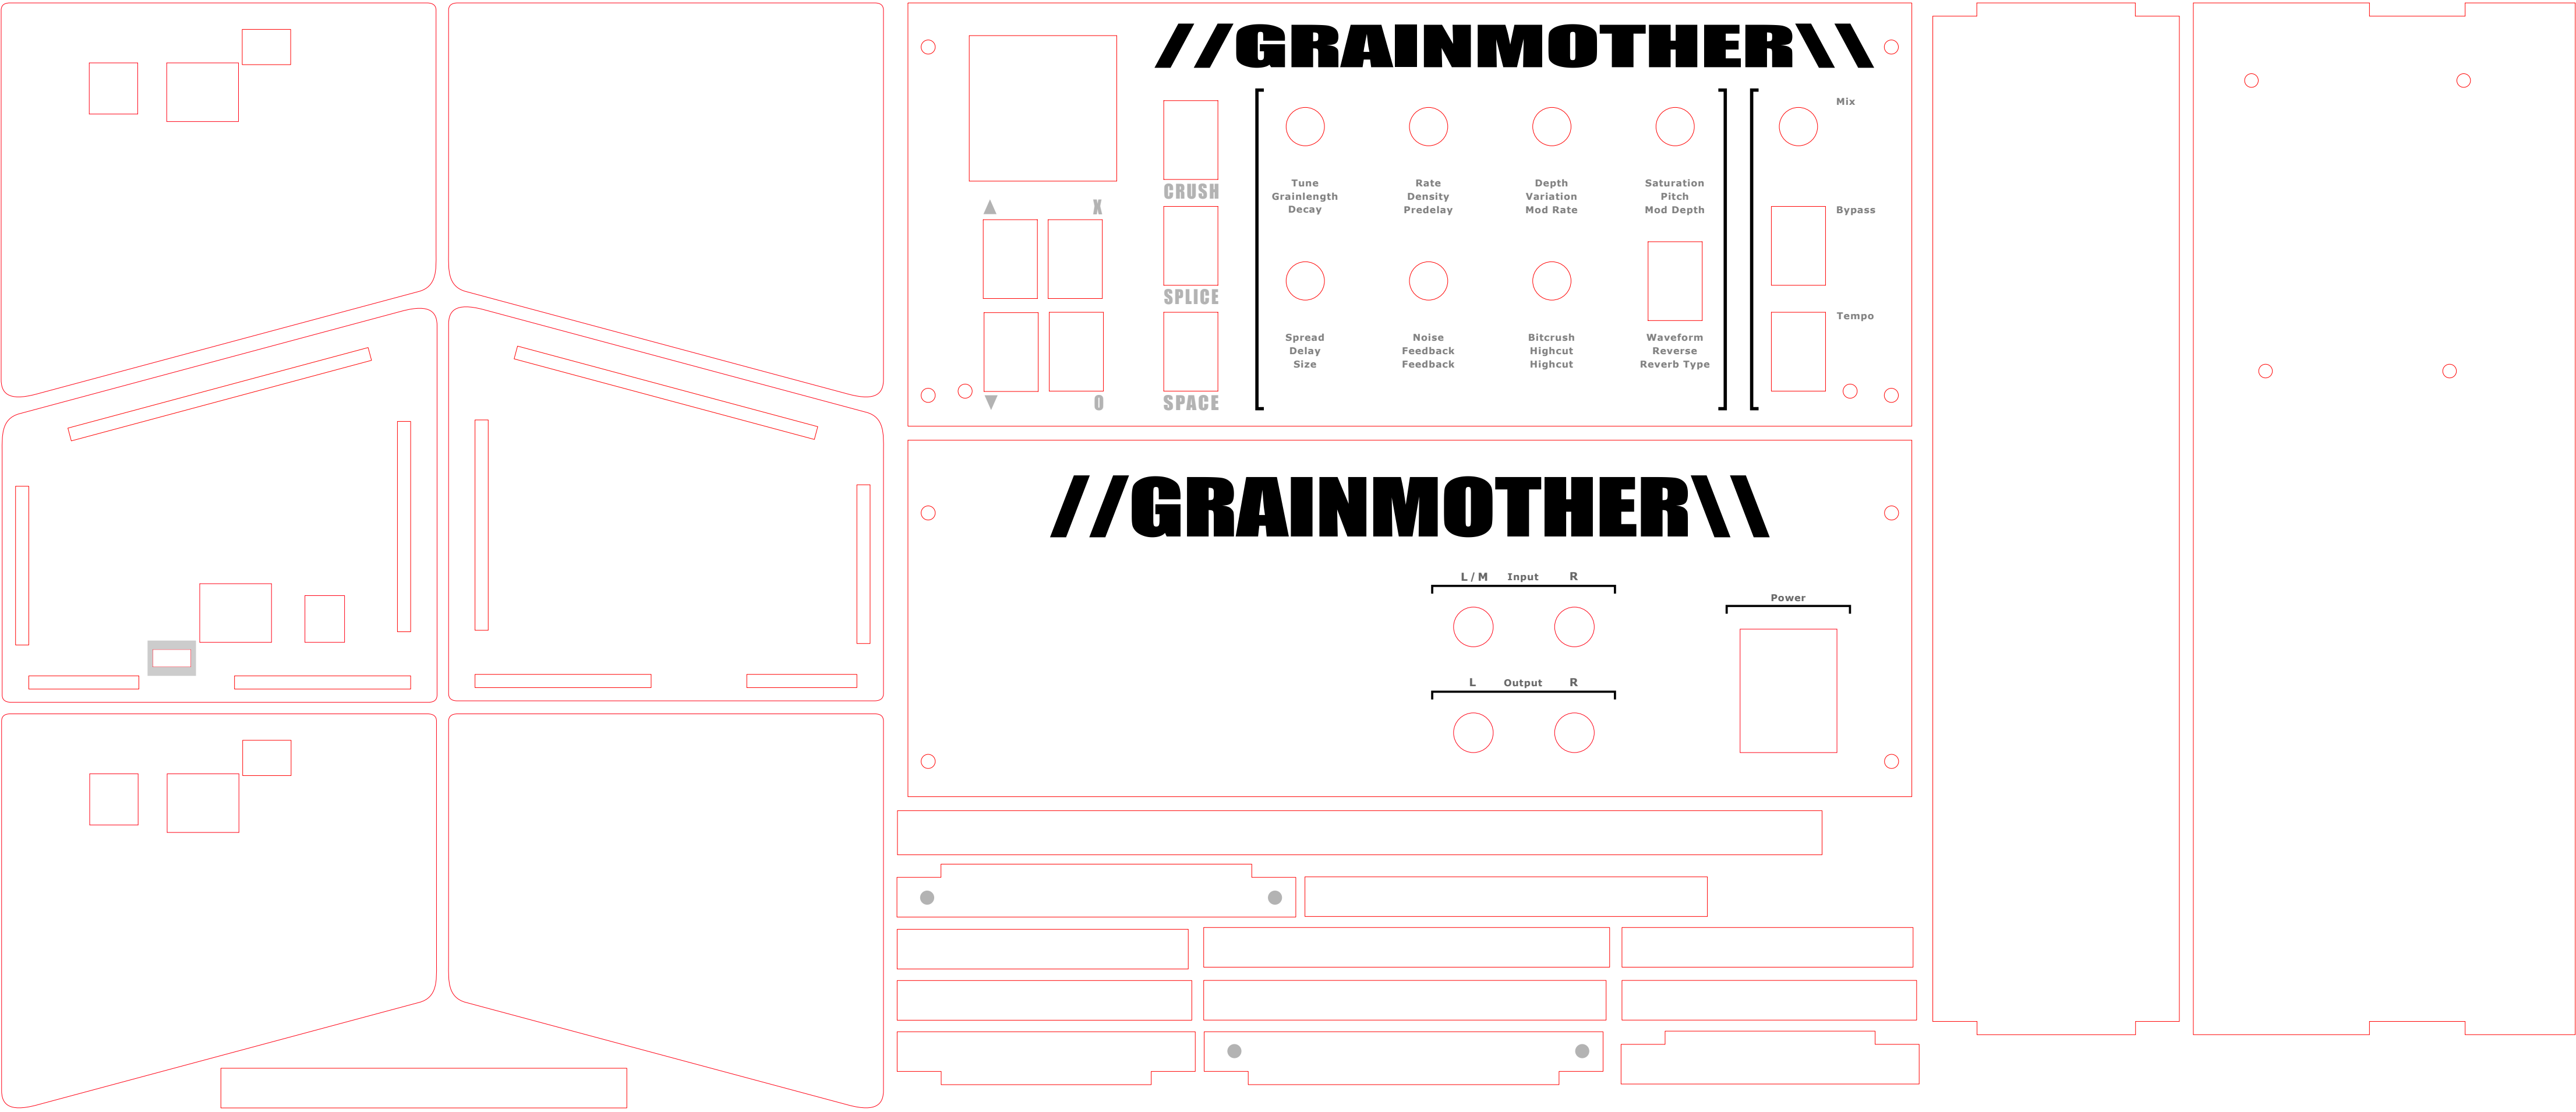 //GRAINMOTHER\\
Mix
CRUSH
Tune Rate Depth Saturation
Grainlength Density Variation Pitch
Decay Predelay Mod Rate Mod Depth
X
Bypass
SPLICE
Tempo
Spread Noise Bitcrush Waveform
Delay Feedback Highcut Reverse
Size Feedback Highcut Reverb Type
O
SPACE
//GRAINMOTHER\\
L / M Input R
Power
L Output R